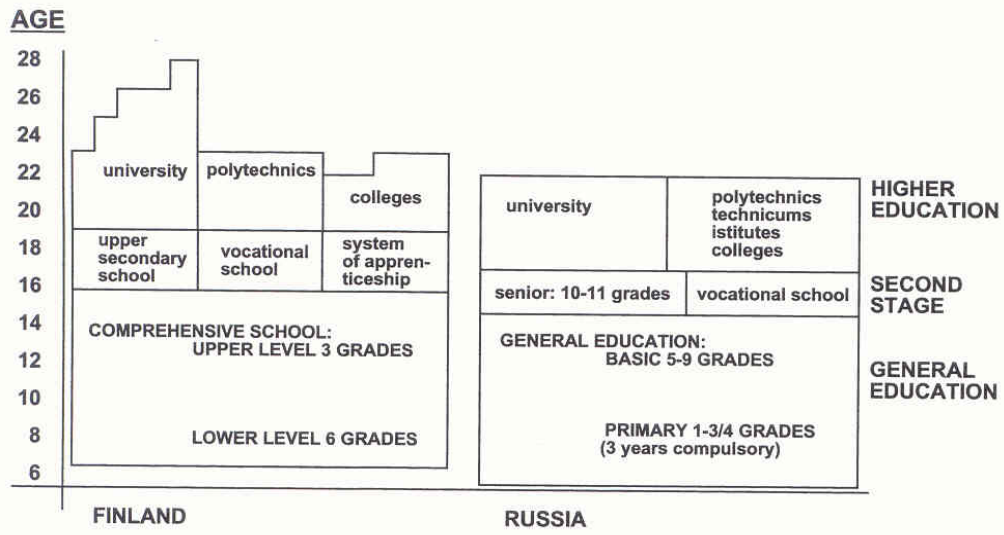 AGE
28
26
24
22
20
18
16
14
12
10
8
6
university
polytechnics
colleges
upper
secondary
school
vocational
school
system
of appren-
ticeship
COMPREHENSIVE SCHOOL:
UPPER LEVEL 3 GRADES
LOWER LEVEL 6 GRADES
FINLAND
university
polytechnics
technicums
istitutes
colleges
senior: 10-11 grades
vocational school
GENERAL EDUCATION:
BASIC 5-9 GRADES
PRIMARY 1-3/4 GRADES
(3 years compulsory)
RUSSIA
HIGHER
EDUCATION
SECOND
STAGE
GENERAL
EDUCATION